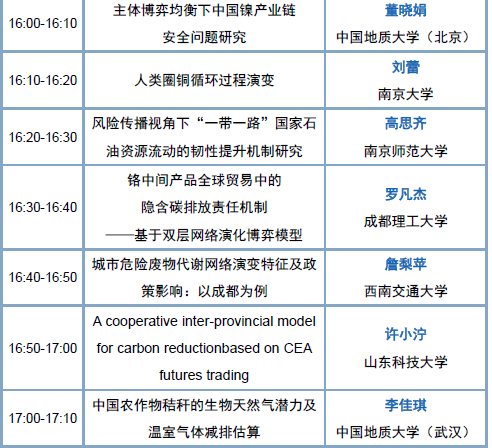 16:00-16:10
主体博弈均衡下中国镍产业链
安全问题研究
董晓娟
中国地质大学（北京）
16:10-16:20
人类圈铜循环过程演变
刘蕾
南京大学
16:20-16:30
风险传播视角下“一带一路”国家石
油资源流动的韧性提升机制研究
高思齐
南京师范大学
16:30-16:40
铬中间产品全球贸易中的
隐含碳排放责任机制
——基于双层网络演化博弈模型
罗凡杰
成都理工大学
16:40-16:50
城市危险废物代谢网络演变特征及政
策影响：以成都为例
詹梨苹
西南交通大学
16:50-17:00
A cooperative inter-provincial model
for carbon reductionbased on CEA
futures trading
许小泞
山东科技大学
17:00-17:10
中国农作物秸秆的生物天然气潜力及
温室气体减排估算
李佳琪
中国地质大学（武汉）